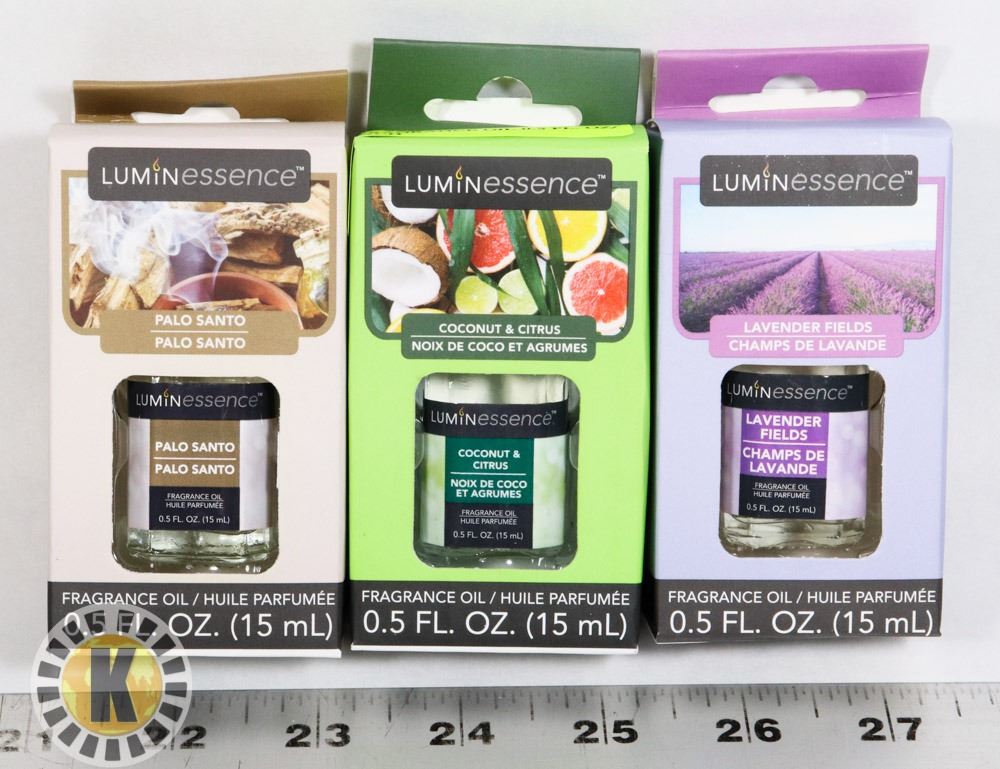 LUMINessence™
PALO SANTO
PALO SANTO
LUMINessence
PALO SANTO
PALO SANTO
FRAGRANCE OIL
HUILE PARFUMÉE
0.5 FL. OZ. (15 mL)
FRAGRANCE OIL / HUILE PARFUMÉE
0.5 FL. OZ. (15 mL)
LUMINessence™
COCONUT & CITRUS
NOIX DE COCO ET AGRUMES
LUMINessence™
COCONUT &
CITRUS
NOIX DE COCO
ET AGRUMES
FRAGRANCE OIL
HUILE PARFUMÉE
0.5 FL. OZ. (15 mL)
FRAGRANCE OIL / HUILE PARFUMÉE
0.5 FL. OZ. (15 mL)
LUMINessence™
LAVENDER FIELDS
CHAMPS DE LAVANDE
LUMINessence™
LAVENDER
FIELDS
CHAMPS DE
LAVANDE
FRAGRANCE OIL
HUILE PARFUMÉE
0.5 FL. OZ. (15 mL)
FRAGRANCE OIL / HUILE PARFUMÉE
0.5 FL. OZ. (15 mL)
K
21 22 23 24 25 26 27